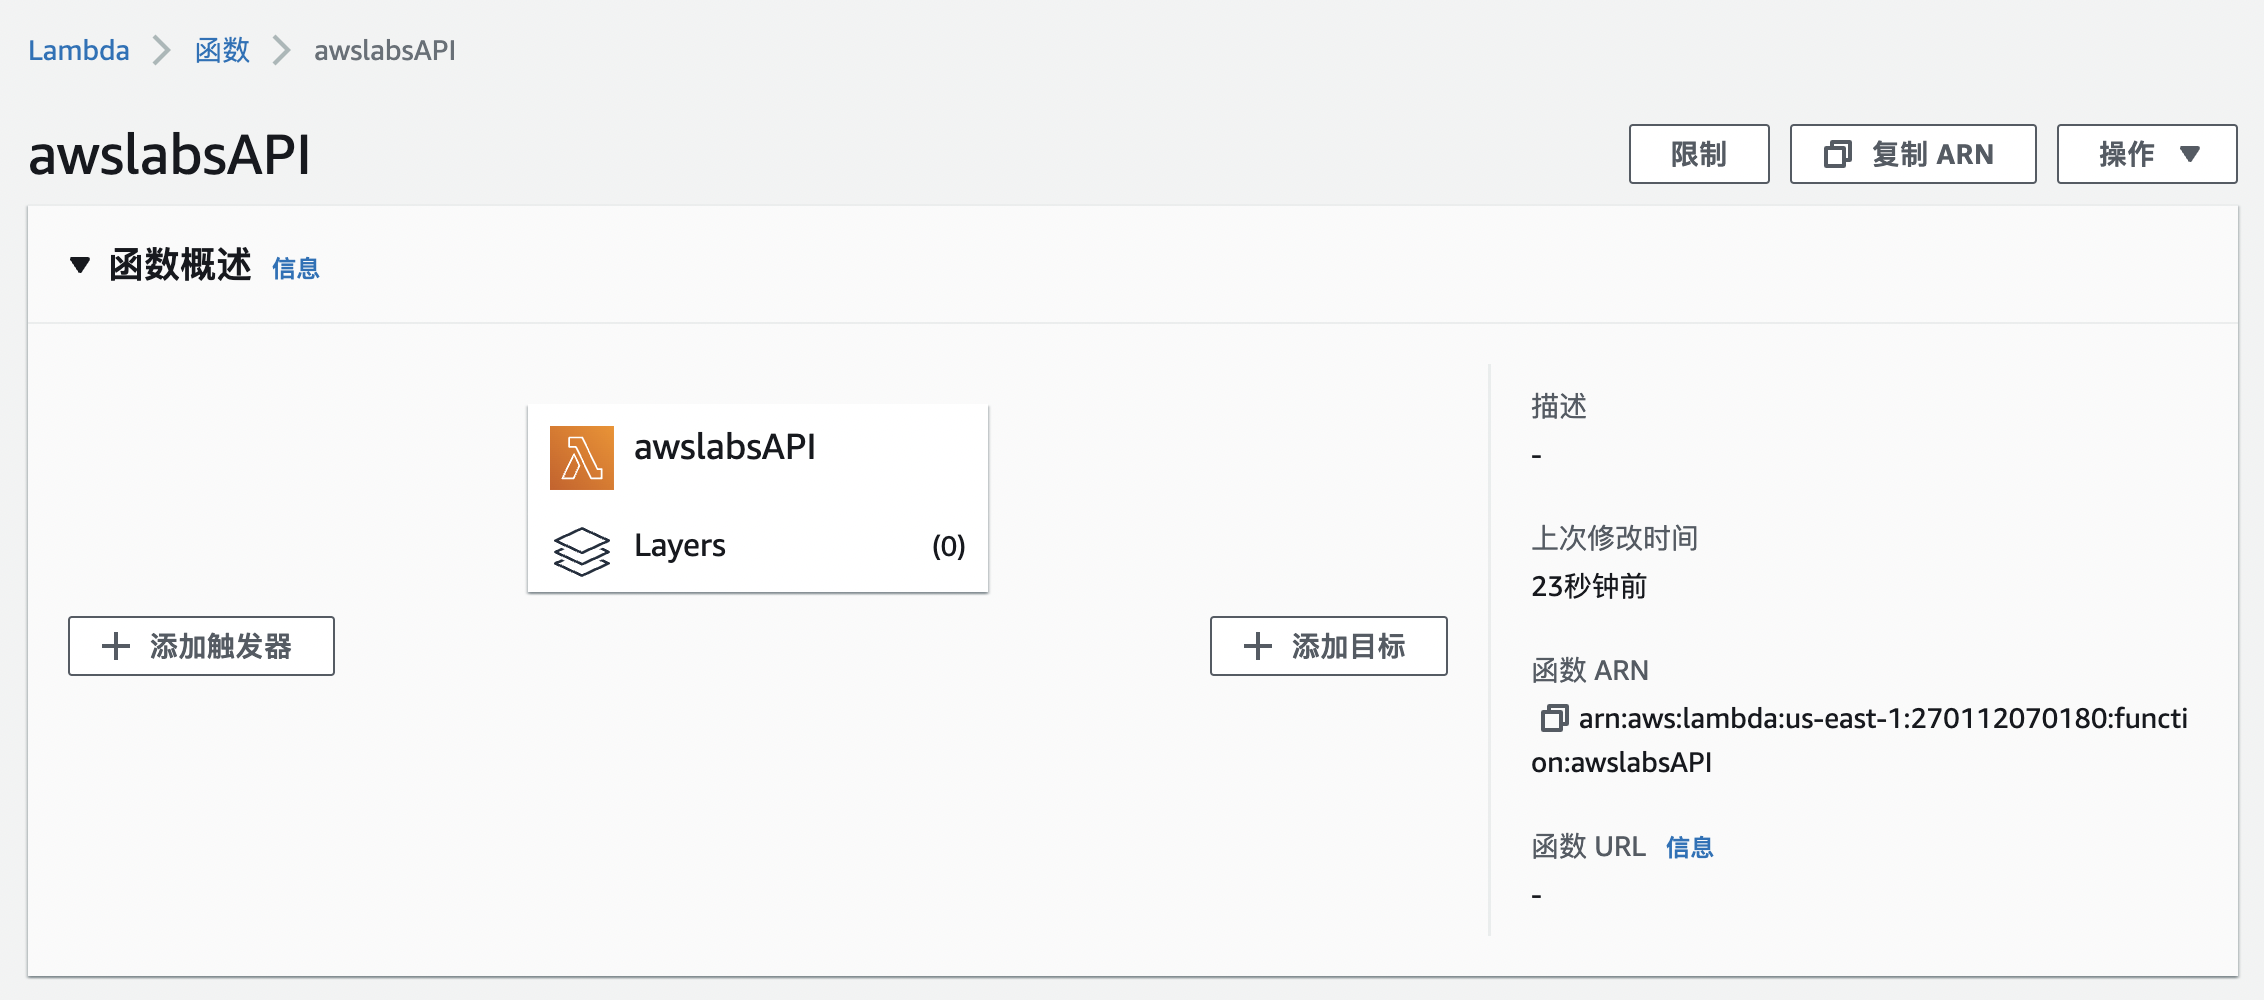 Lambda 函数 awslabsAPI
awslabsAPI
限制 复制 ARN 操作
函数概述 信息
awslabsAPI
Layers (0)
添加触发器
添加目标
描述
-
上次修改时间
23秒钟前
函数 ARN
arn:aws:lambda:us-east-1:270112070180:functi
on:awslabsAPI
函数 URL 信息
-